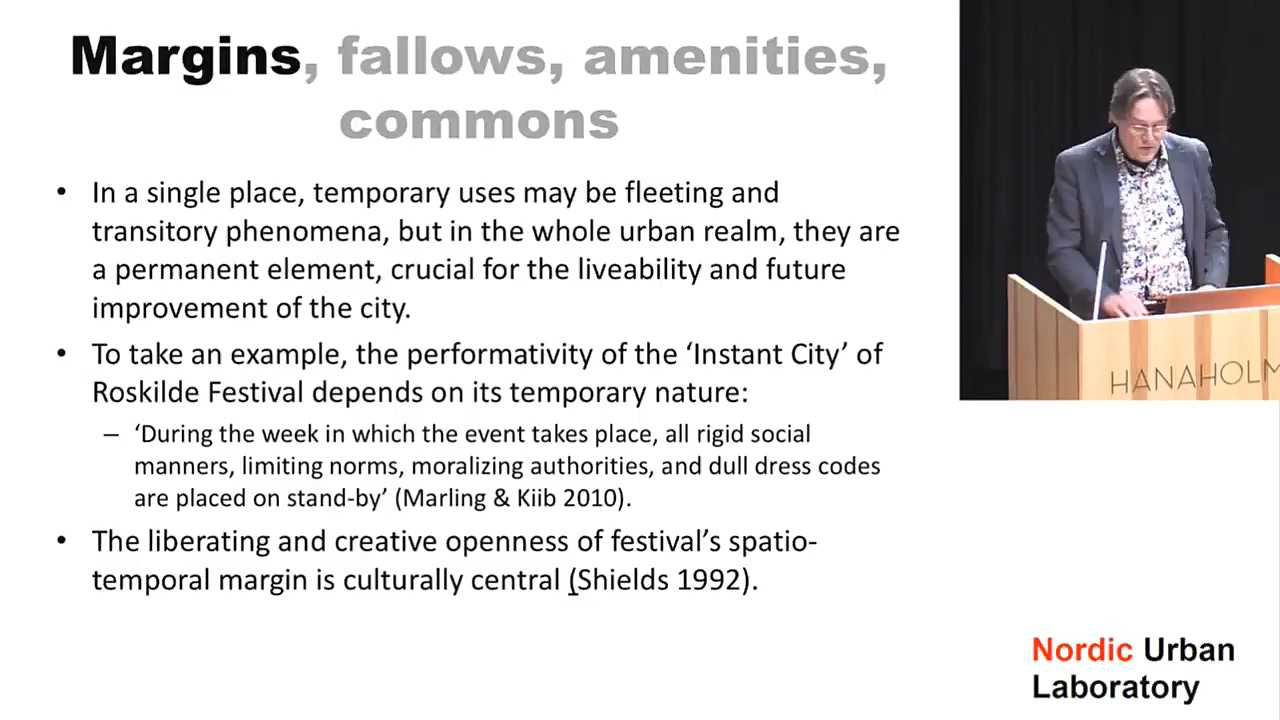 Margins, fallows, amenities,
commons
• In a single place, temporary uses may be fleeting and
transitory phenomena, but in the whole urban realm, they are
a permanent element, crucial for the liveability and future
improvement of the city.
• To take an example, the performativity of the ‘Instant City’ of
Roskilde Festival depends on its temporary nature:
– ‘During the week in which the event takes place, all rigid social
manners, limiting norms, moralizing authorities, and dull dress codes
are placed on stand-by’ (Marling & Kiib 2010).
• The liberating and creative openness of festival’s spatio-
temporal margin is culturally central (Shields 1992).
HANAHOLM
Nordic Urban
Laboratory